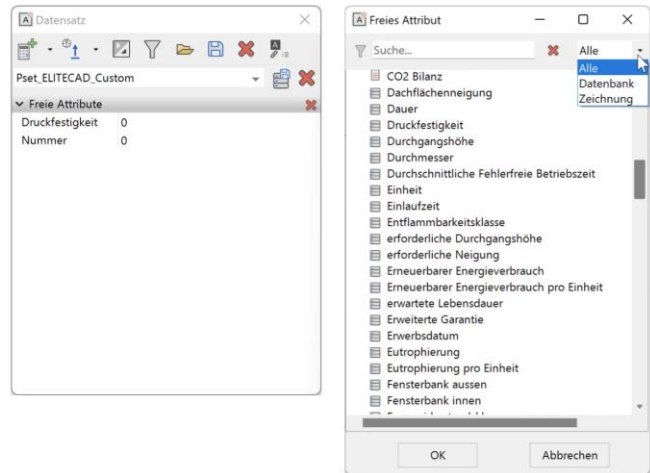 Datensatz
Pset_ELITECAD_Custom
Freie Attribute
Druckfestigkeit 0
Nummer 0
Freies Attribut
Suche...
Alle
Alle
Datenbank
Zeichnung
CO2 Bilanz
Dachflächenneigung
Dauer
Druckfestigkeit
Durchgangshöhe
Durchmesser
Durchschnittliche Fehlerfreie Betriebszeit
Einheit
Einlaufzeit
Entflammbarkeitsklasse
erforderliche Durchgangshöhe
erforderliche Neigung
Erneuerbarer Energieverbrauch
Erneuerbarer Energieverbrauch pro Einheit
erwartete Lebensdauer
Erweiterte Garantie
Erwerbsdatum
Eutrophierung
Eutrophierung pro Einheit
Fensterbank aussen
Fensterbank innen
OK
Abbrechen